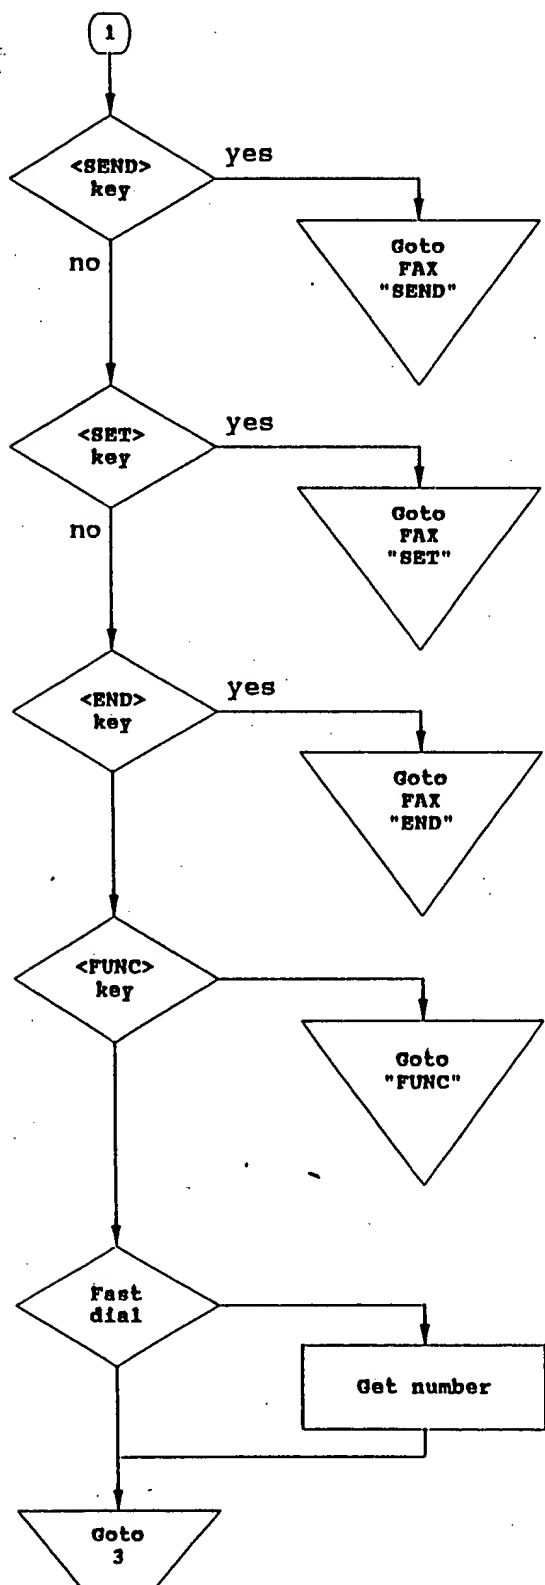 1
<SEND>
key
yes
Goto
FAX
"SEND"
no
<SET>
key
yes
Goto
FAX
"SET"
no
<END>
key
yes
Goto
FAX
"END"
<FUNC>
key
Goto
"FUNC"
Fast
dial
Get number
Goto
3